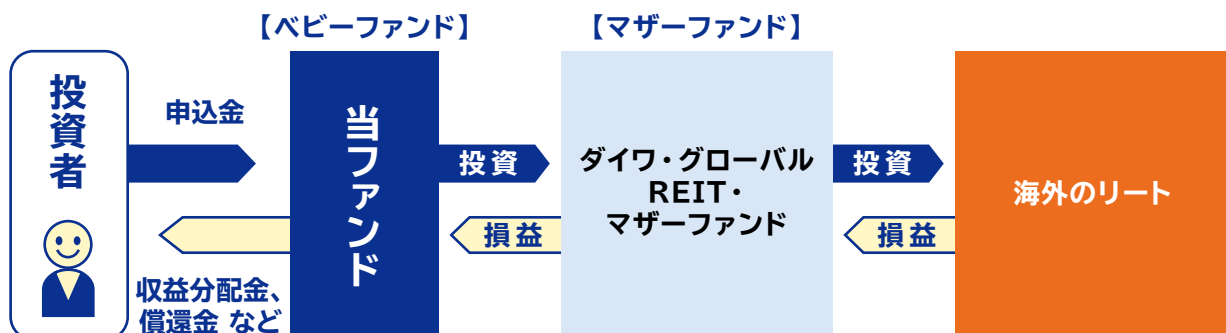 【ベビーファンド】
【マザーファンド】
投資者
申込金
収益分配金、
償還金 など
当ファンド
投資
損益
ダイワ・グローバル
REIT・
マザーファンド
投資
損益
海外のリート